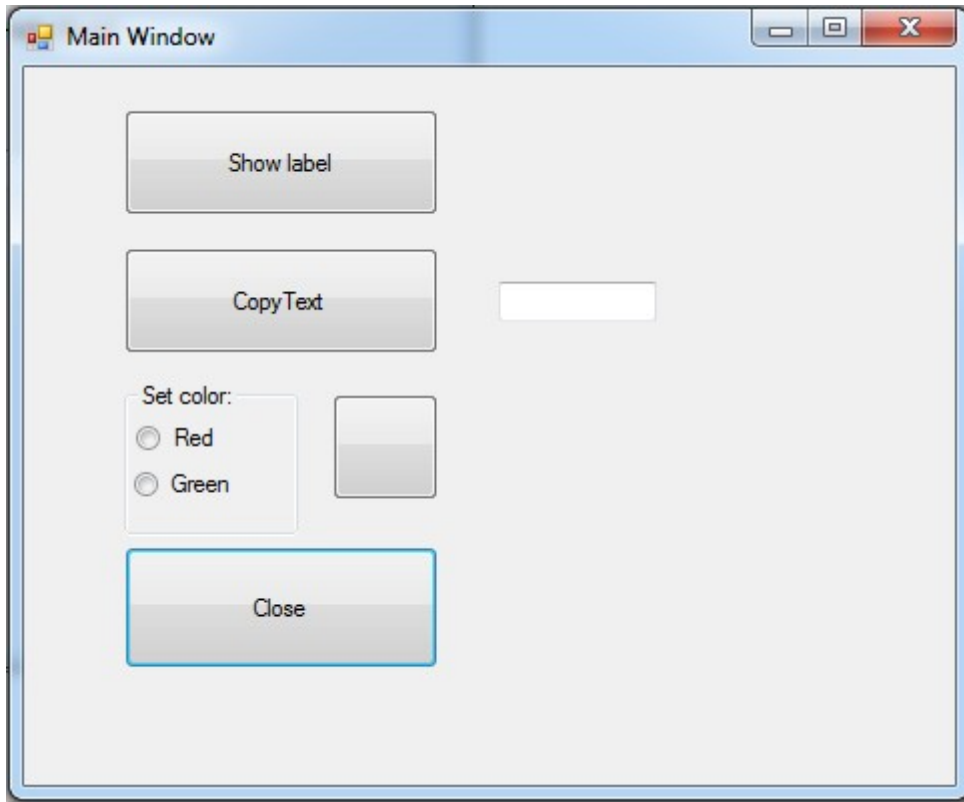 Main Window
Show label
CopyText
Set color:
Red
Green
Close